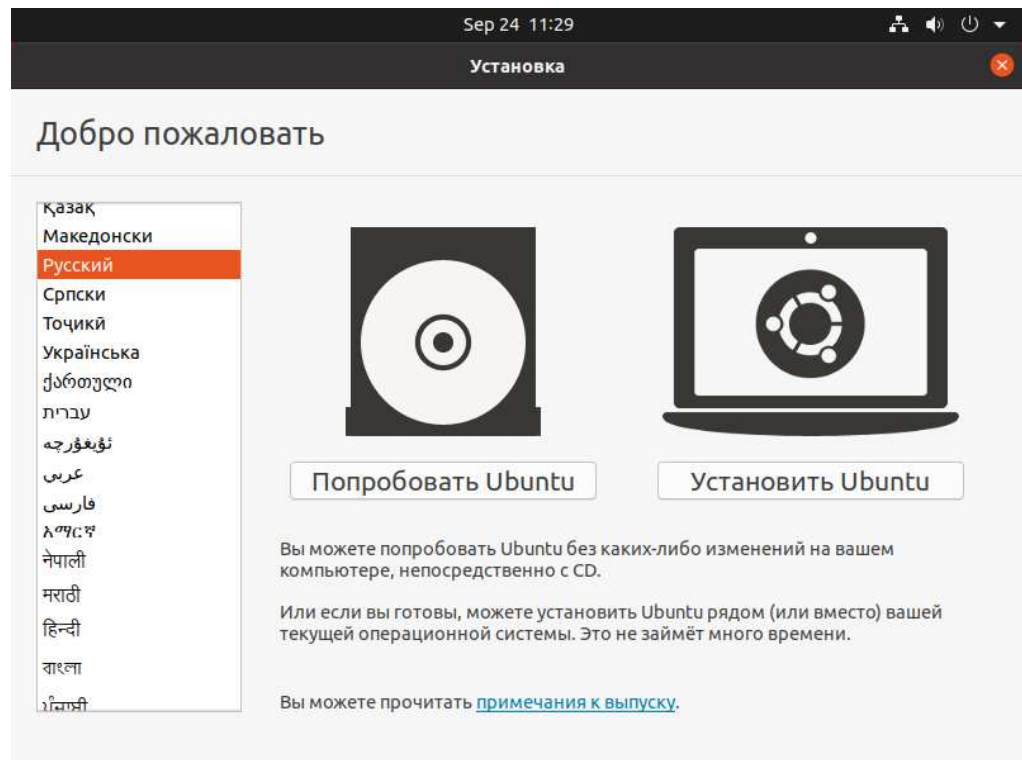 Sep 24 11:29
Установка
Добро пожаловать
Қазақ
Македонски
Русский
Српски
Тоҷикӣ
Українська
ქართული
עברית
ئۇيغۇرچە
عربي
فارسی
አማርኛ
नेपाली
मराठी
हिन्दी
বাংলা
ਪੰਜਾਬੀ
Попробовать Ubuntu
Установить Ubuntu
Вы можете попробовать Ubuntu без каких-либо изменений на вашем
компьютере, непосредственно с CD.
Или если вы готовы, можете установить Ubuntu рядом (или вместо) вашей
текущей операционной системы. Это не займёт много времени.
Вы можете прочитать примечания к выпуску.